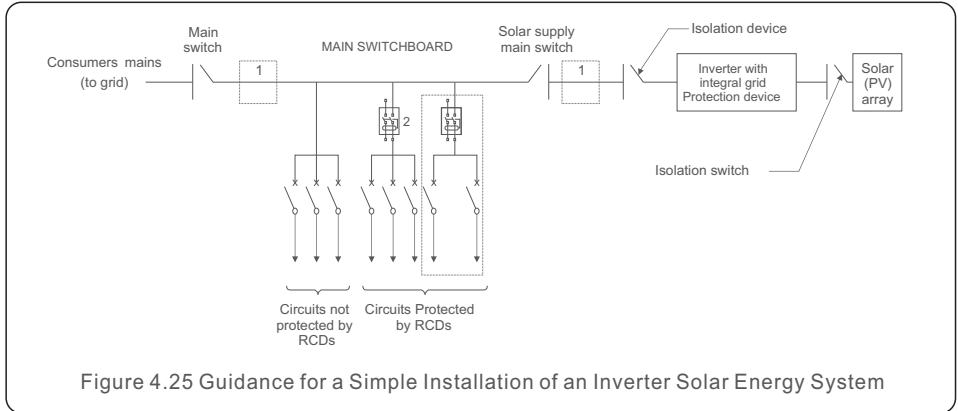 Main
switch
Consumers mains
(to grid)
1
MAIN SWITCHBOARD
Solar supply
main switch
1
Isolation device
Inverter with
integral grid
Protection device
Solar
(PV)
array
2
Isolation switch
Circuits not
protected by
RCDs
Circuits Protected
by RCDs
Figure 4.25 Guidance for a Simple Installation of an Inverter Solar Energy System